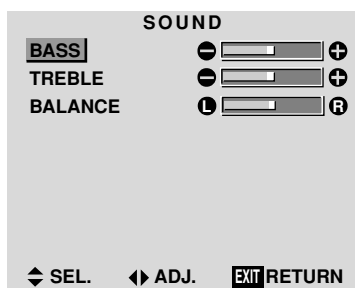 SOUND
BASS
TREBLE
BALANCE L R
SEL. ADJ. EXIT RETURN